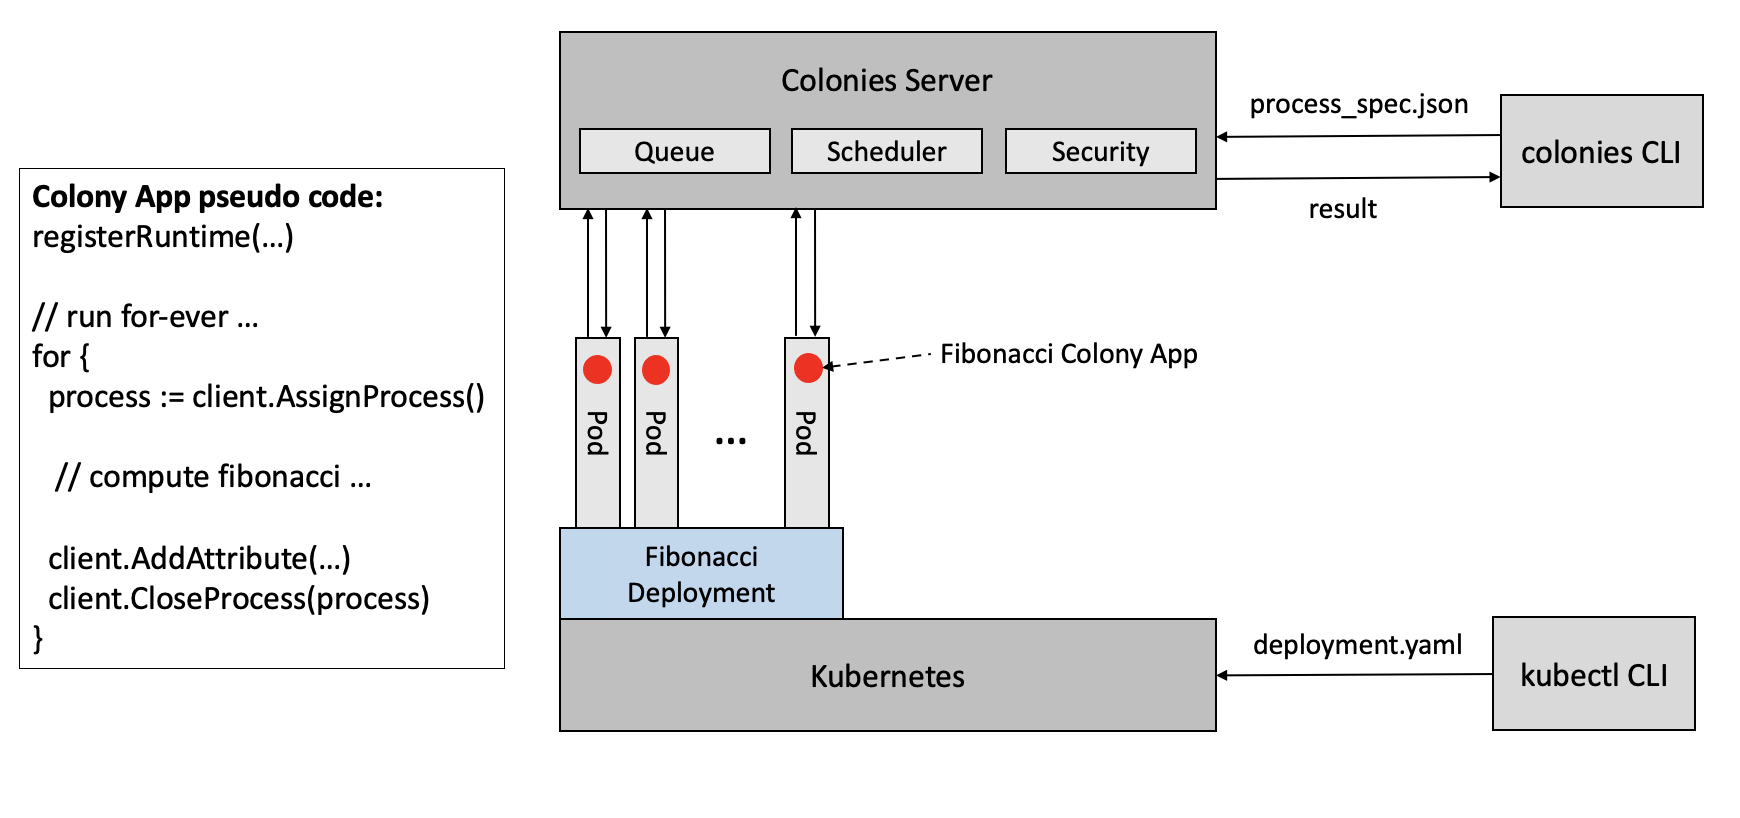 Colonies Server
Queue
Scheduler
Security
process_spec.json
result
colonies CLI
Colony App pseudo code:
registerRuntime(...)
// run for-ever ...
for {
process := client.AssignProcess()
// compute fibonacci ...
client.AddAttribute(...)
client.CloseProcess(process)
}
Fibonacci Colony App
Pod
Pod
...
Pod
Fibonacci
Deployment
Kubernetes
deployment.yaml
kubectl CLI